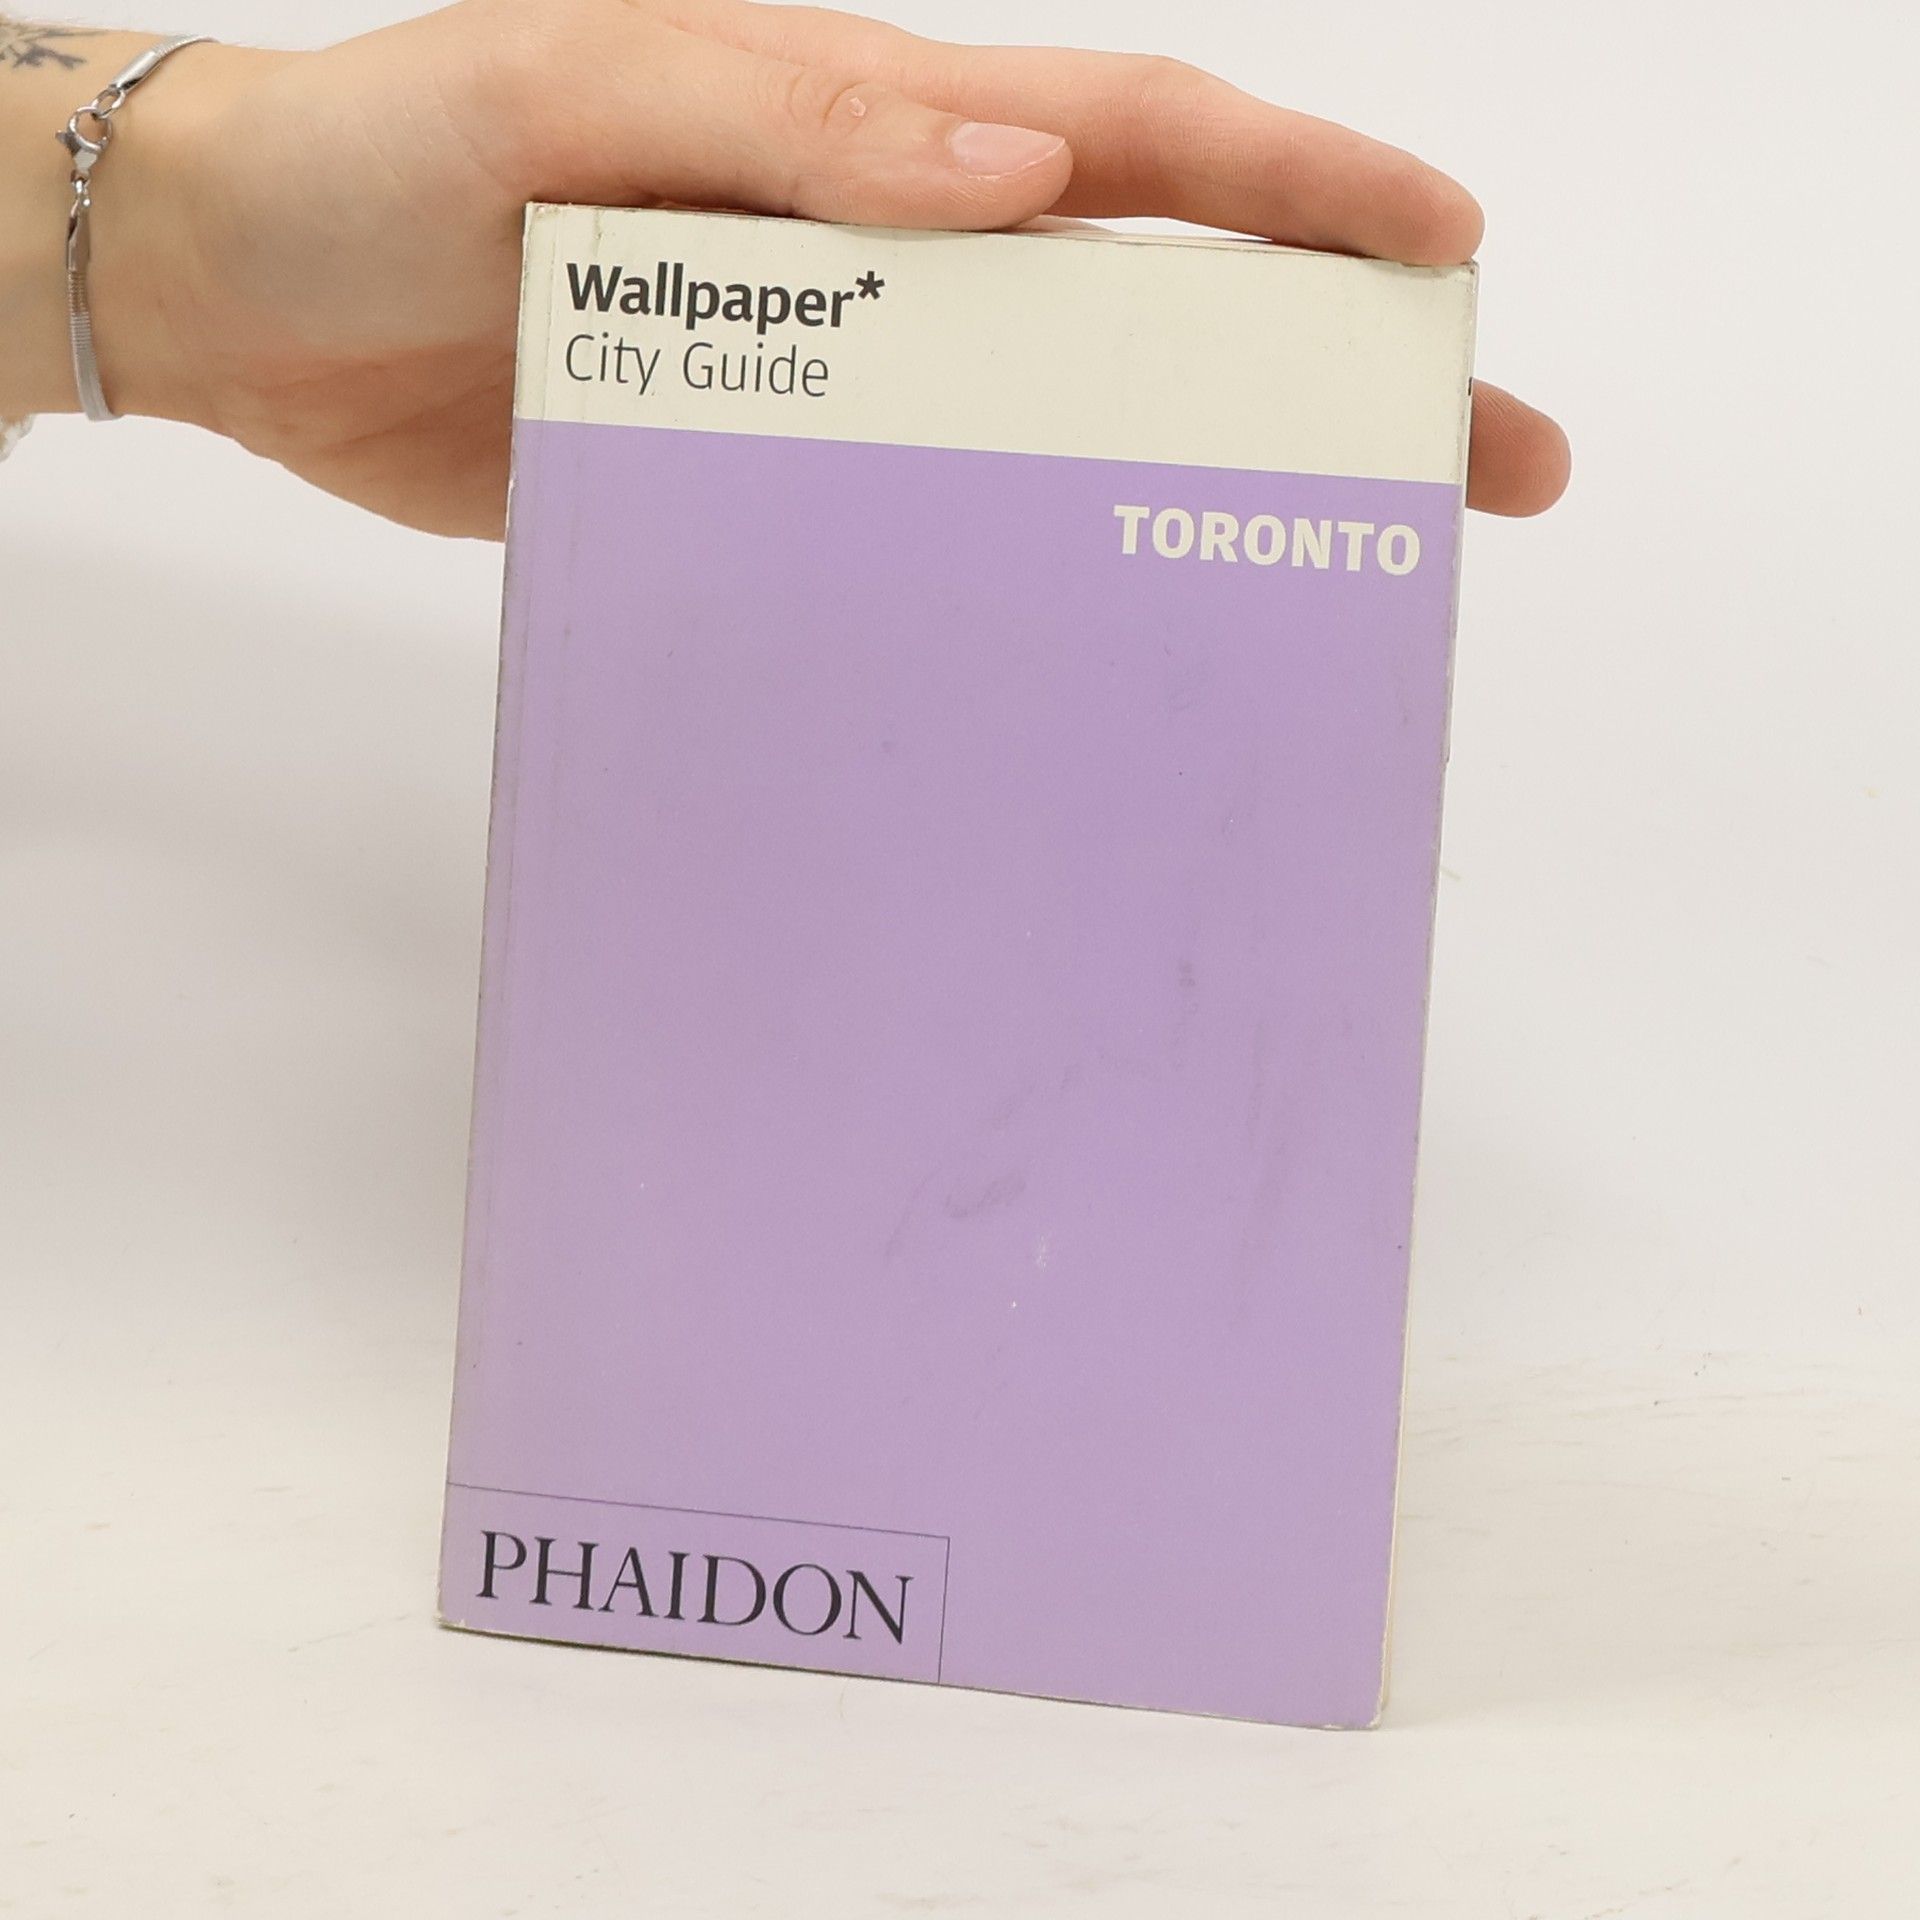 Wallpaper*
City Guide
TORONTO
PHAIDON